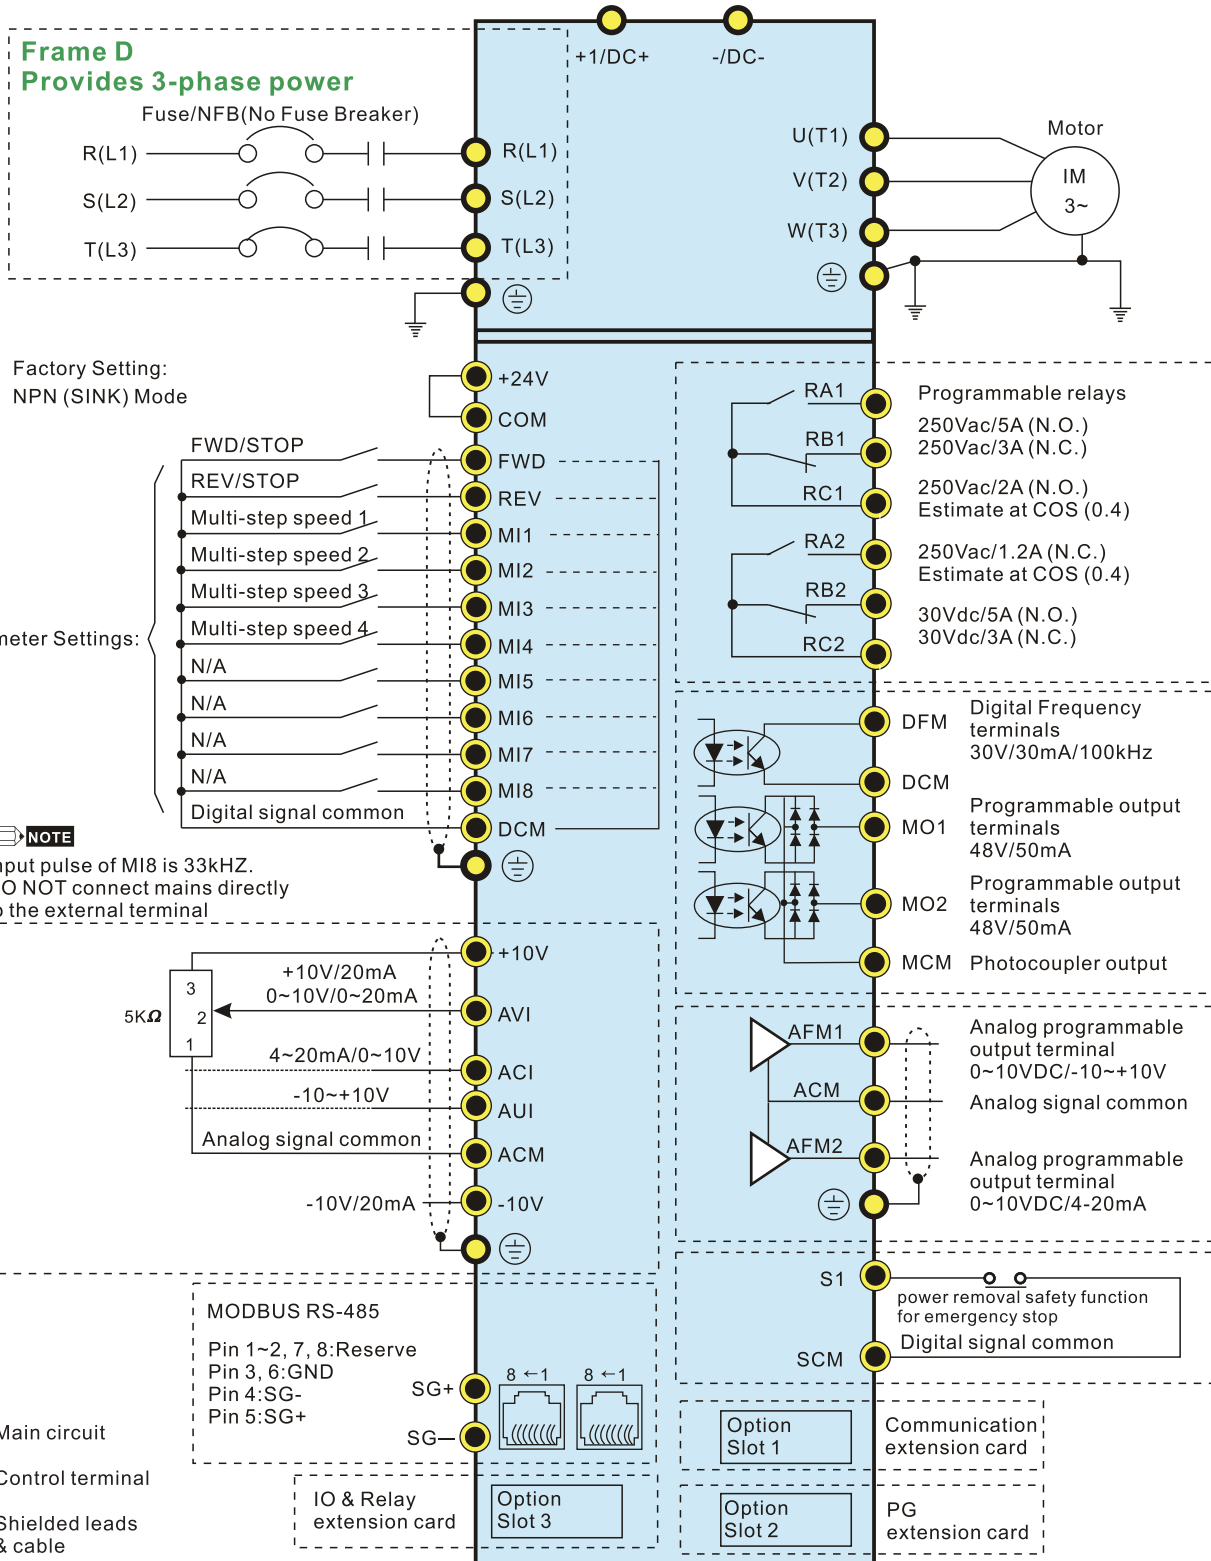 +1/DC+
-/DC-
Frame D
Provides 3-phase power
Fuse/NFB(No Fuse Breaker)
R(L1)
S(L2)
T(L3)
R(L1)
S(L2)
T(L3)
U(T1)
V(T2)
W(T3)
Motor
IM
3~
Factory Setting:
NPN (SINK) Mode
+24V
COM
FWD/STOP
FWD
REV/STOP
REV
Multi-step speed 1
MI1
Multi-step speed 2
MI2
Multi-step speed 3
MI3
Multi-step speed 4
MI4
meter Settings:
N/A
MI5
N/A
MI6
N/A
MI7
N/A
MI8
Digital signal common
DCM
NOTE
nput pulse of MI8 is 33kHZ.
O NOT connect mains directly
o the external terminal
RA1
RB1
RC1
RA2
RB2
RC2
Programmable relays
250Vac/5A (N.O.)
250Vac/3A (N.C.)
250Vac/2A (N.O.)
Estimate at COS (0.4)
250Vac/1.2A (N.C.)
Estimate at COS (0.4)
30Vdc/5A (N.O.)
30Vdc/3A (N.C.)
DFM
Digital Frequency
terminals
30V/30mA/100kHz
DCM
MO1
Programmable output
terminals
48V/50mA
MO2
Programmable output
terminals
48V/50mA
MCM
Photocoupler output
+10V
+10V/20mA
0~10V/0~20mA
3
2
1
5KΩ
AVI
4~20mA/0~10V
ACI
-10~+10V
AUI
Analog signal common
ACM
-10V/20mA
-10V
AFM1
Analog programmable
output terminal
0~10VDC/-10~+10V
ACM
Analog signal common
AFM2
Analog programmable
output terminal
0~10VDC/4-20mA
S1
power removal safety function
for emergency stop
Digital signal common
SCM
MODBUS RS-485
Pin 1~2, 7, 8:Reserve
Pin 3, 6:GND
Pin 4:SG-
Pin 5:SG+
SG+
SG—
8 ←1
8 ←1
Main circuit
Control terminal
Shielded leads
& cable
IO & Relay
extension card
Option
Slot 3
Option
Slot 1
Communication
extension card
Option
Slot 2
PG
extension card